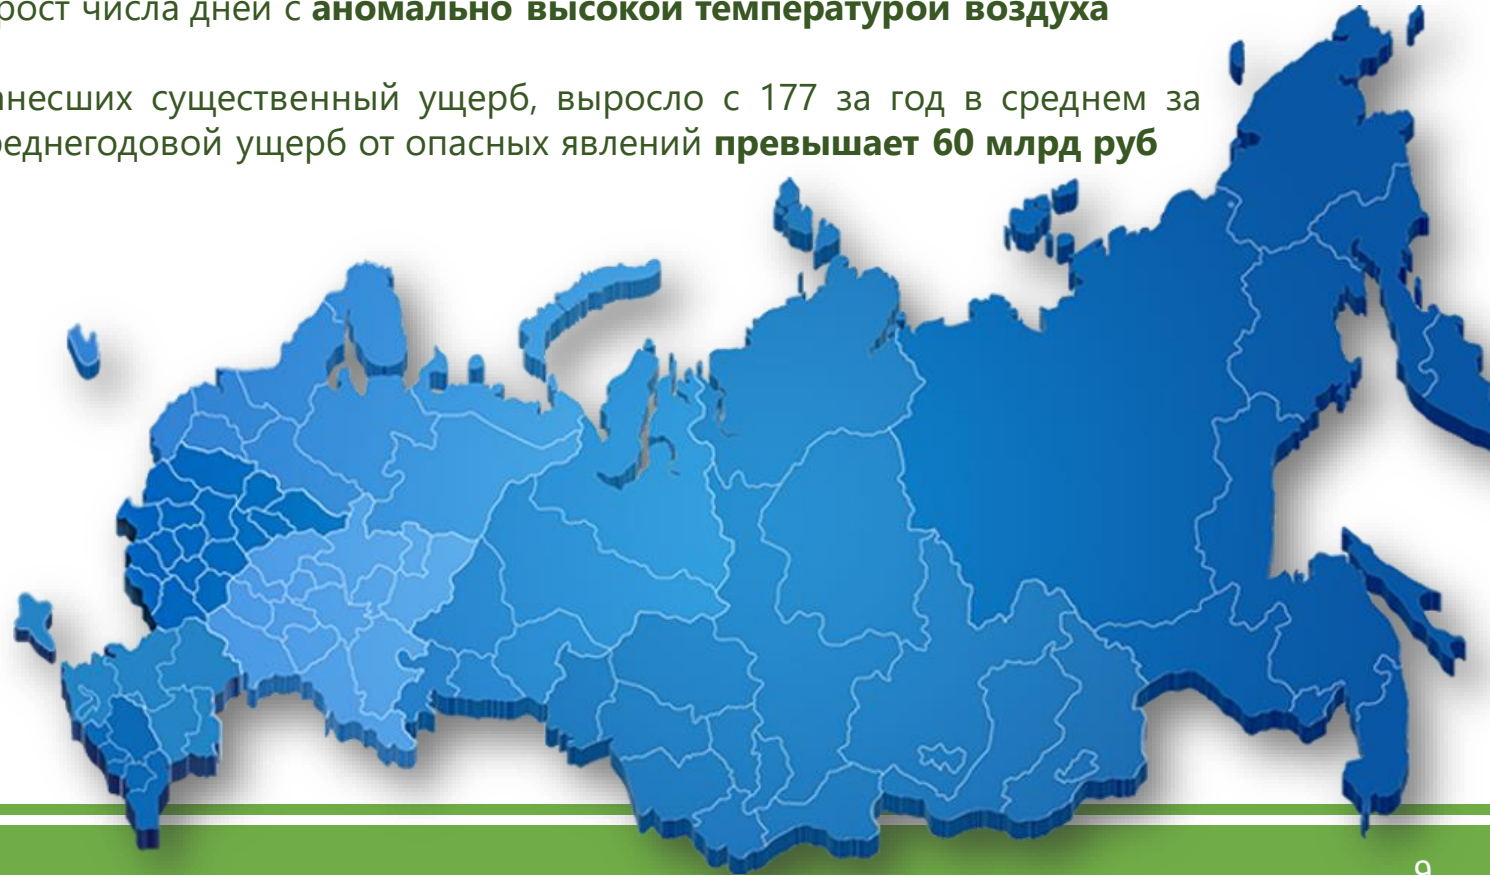 рост числа дней с аномально высокой температурой воздуха
анесших существенный ущерб, выросло с 177 за год в среднем за
реднегодовой ущерб от опасных явлений превышает 60 млрд руб
9